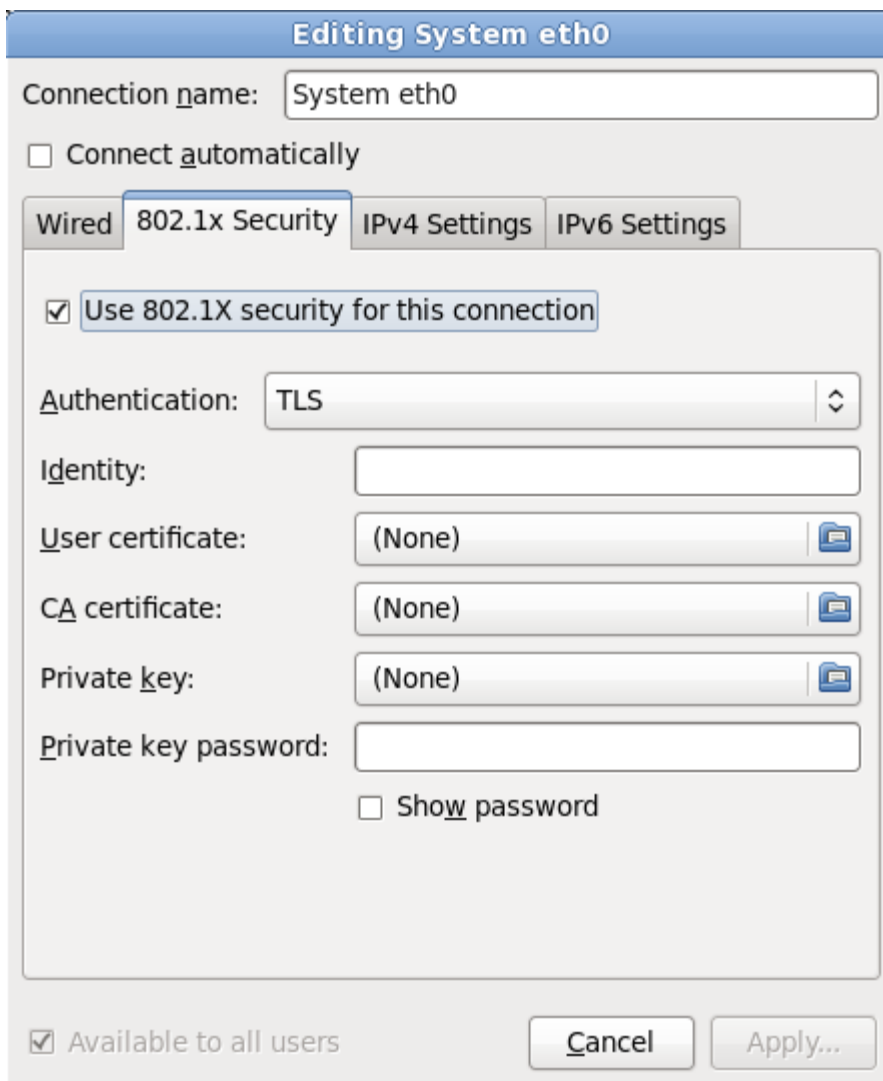 Editing System eth0
Connection name: System eth0
Connect automatically
Wired 802.1x Security IPv4 Settings IPv6 Settings
Use 802.1X security for this connection
Authentication: TLS
Identity:
User certificate: (None)
CA certificate: (None)
Private key: (None)
Private key password:
Show password
Available to all users Cancel Apply...